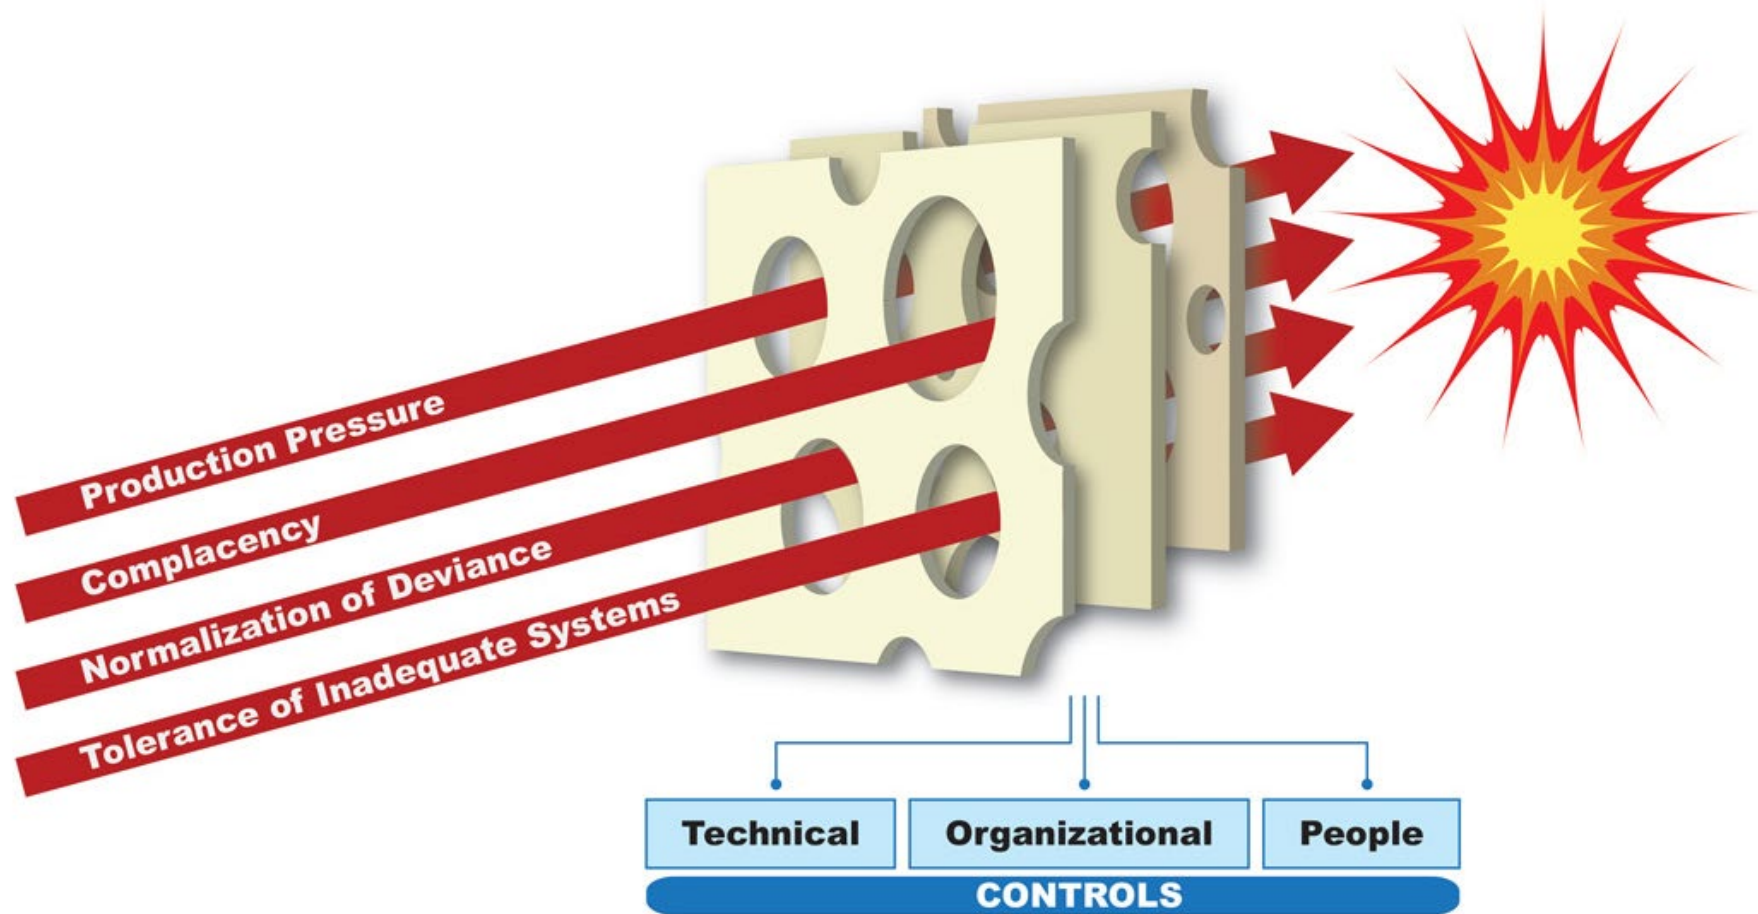 Production Pressure
Complacency
Normalization of Deviance
Tolerance of Inadequate Systems
Technical
Organizational
People
CONTROLS